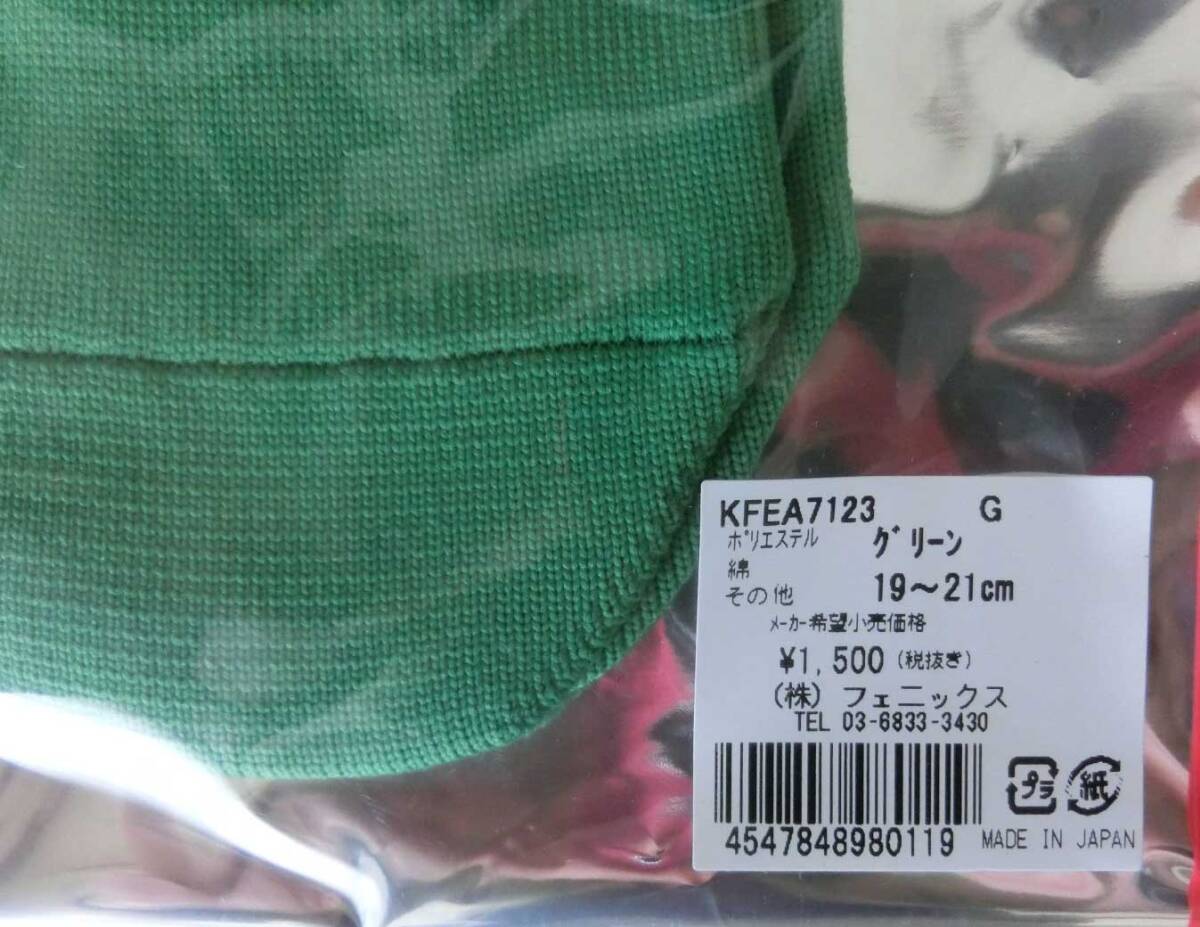 KFEA7123 G
ﾎﾟﾘｴｽﾃﾙ ｸﾞﾘｰﾝ
綿
その他 19～21cm
ﾒｰｶｰ希望小売価格
¥1,500 (税抜き)
(株) フェニックス
TEL 03-6833-3430
プラ 紙
4547848980119 MADE IN JAPAN